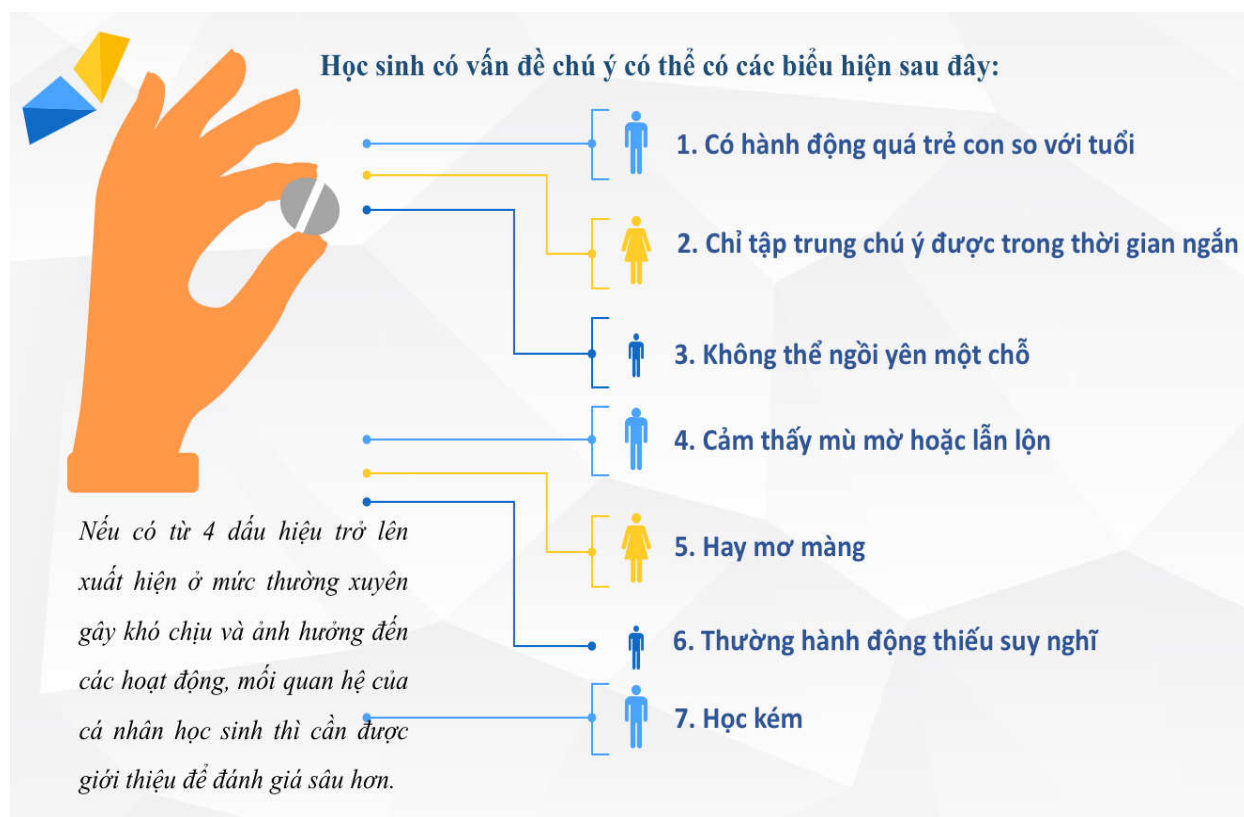 Học sinh có vấn đề chú ý có thể có các biểu hiện sau đây:
1. Có hành động quá trẻ con so với tuổi
2. Chỉ tập trung chú ý được trong thời gian ngắn
3. Không thể ngồi yên một chỗ
4. Cảm thấy mù mờ hoặc lẫn lộn
5. Hay mơ màng
6. Thường hành động thiếu suy nghĩ
7. Học kém
Nếu có từ 4 dấu hiệu trở lên
xuất hiện ở mức thường xuyên
gây khó chịu và ảnh hưởng đến
các hoạt động, mối quan hệ của
cá nhân học sinh thì cần được
giới thiệu để đánh giá sâu hơn.